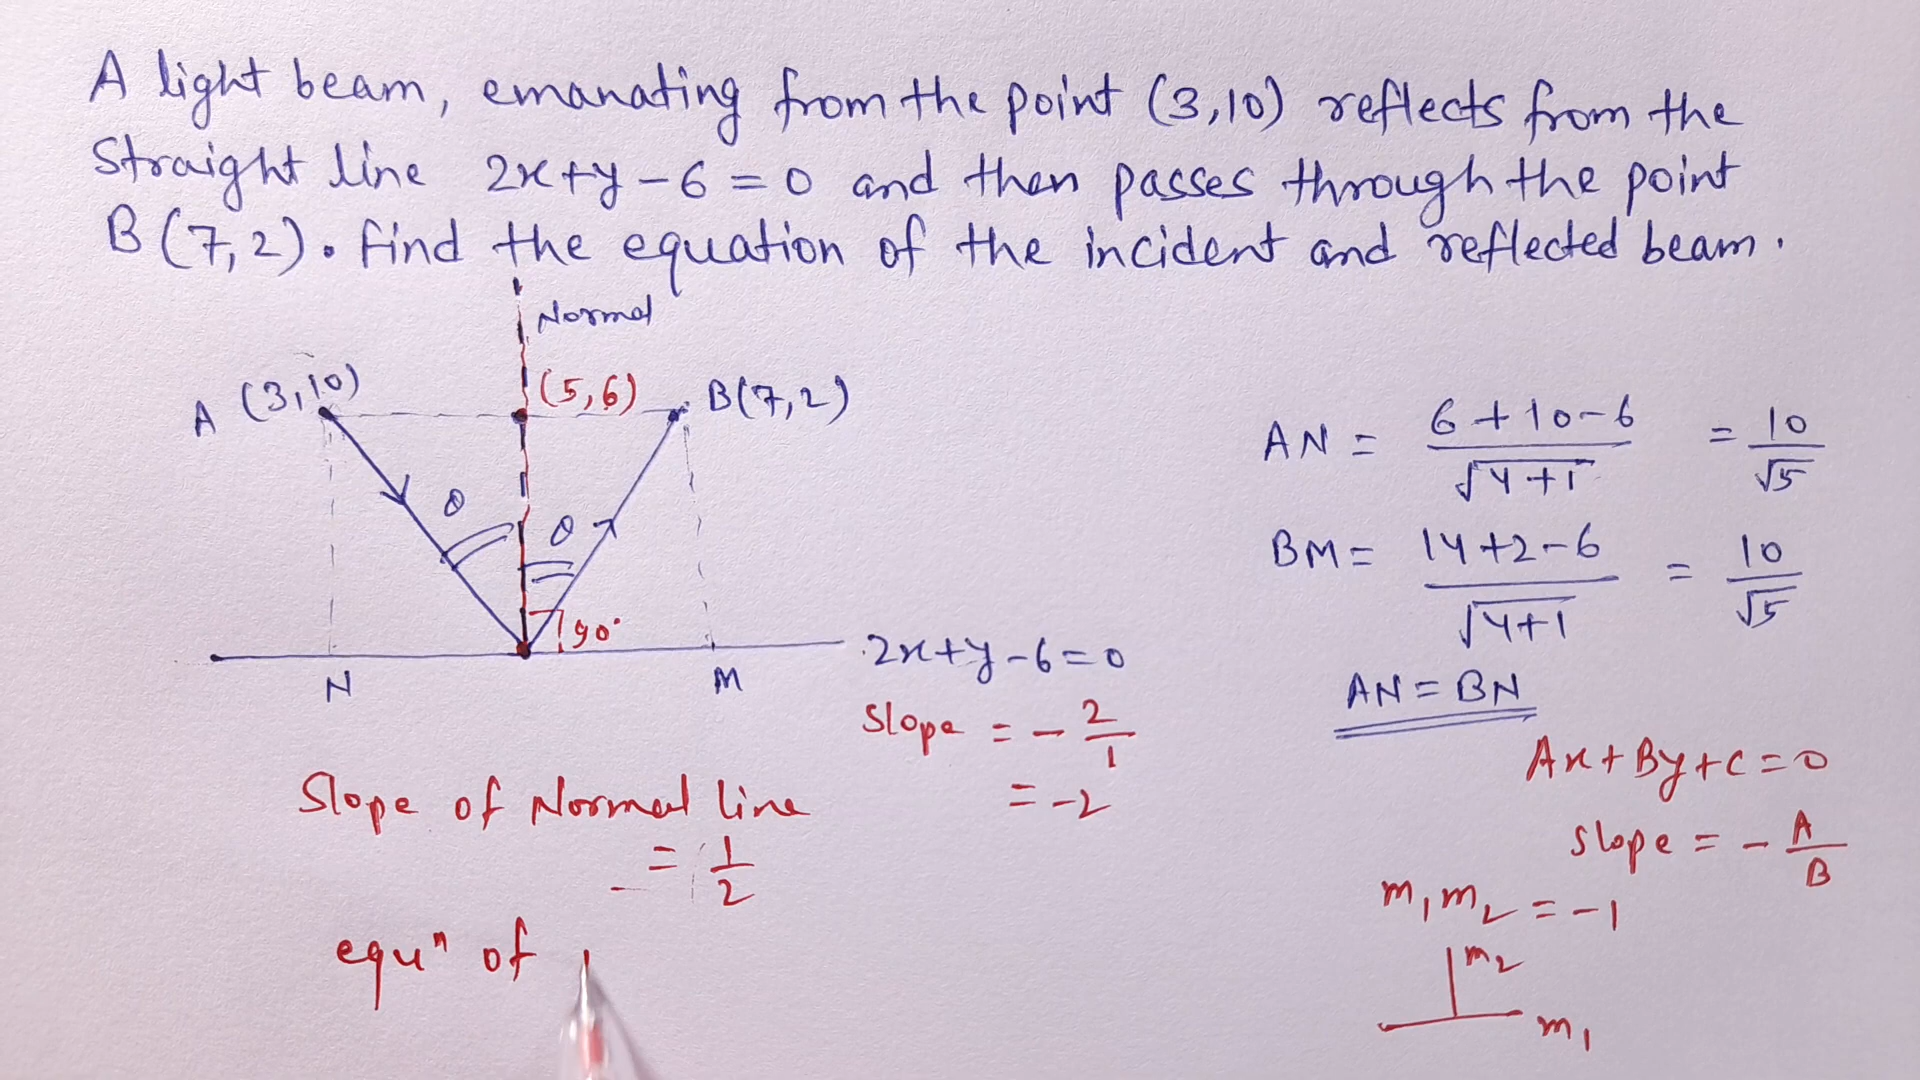 A light beam, emanating from the point (3,10) reflects from the
Straight line 2x+y-6=0 and then passes through the point
B(7,2). find the equation of the incident and reflected beam.
Normal
A (3,10)
(5,6)
B(7,2)
θ
θ
90°
N
M
2x+y-6=0
Slope = -2/1
= -2
Slope of Normal line
= 1/2
equⁿ of
AN = (6+10-6)/√(4+1) = 10/√5
BM = (14+2-6)/√(4+1) = 10/√5
AN = BN
Ax+By+C=0
Slope = -A/B
m₁m₂ = -1
m₂
m₁